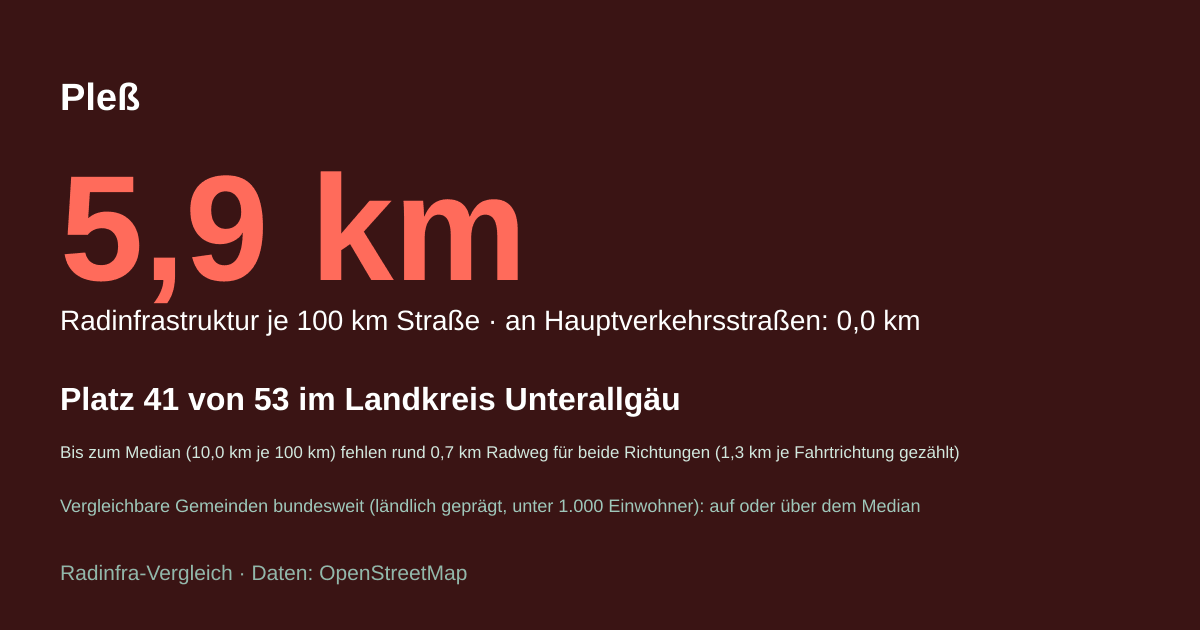 Pleß
5,9 km
Radinfrastruktur je 100 km Straße · an Hauptverkehrsstraßen: 0,0 km
Platz 41 von 53 im Landkreis Unterallgäu
Bis zum Median (10,0 km je 100 km) fehlen rund 0,7 km Radweg für beide Richtungen (1,3 km je Fahrtrichtung gezählt)
Vergleichbare Gemeinden bundesweit (ländlich geprägt, unter 1.000 Einwohner): auf oder über dem Median
Radinfra-Vergleich · Daten: OpenStreetMap